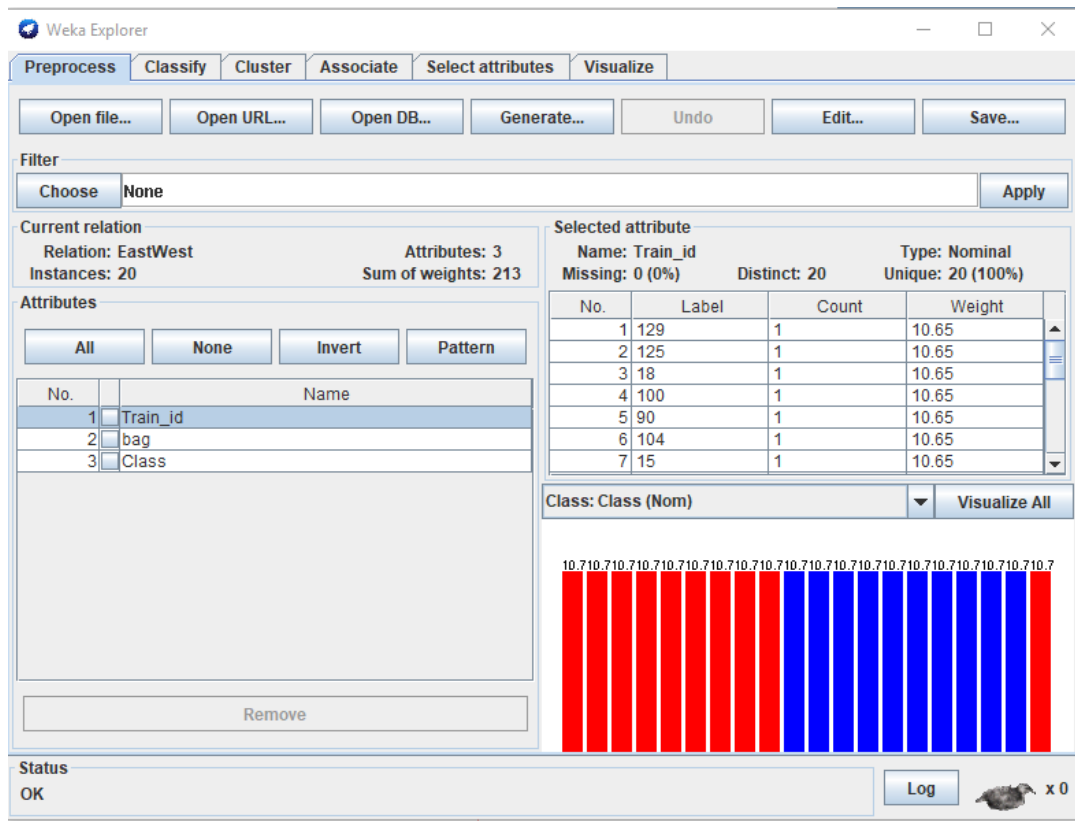 Weka Explorer
Preprocess Classify Cluster Associate Select attributes Visualize
Open file... Open URL... Open DB... Generate... Undo Edit... Save...
Filter
Choose None Apply
Current relation
Relation: EastWest Attributes: 3
Instances: 20 Sum of weights: 213
Attributes
All None Invert Pattern
No. Name
1 Train_id
2 bag
3 Class
Remove
Selected attribute
Name: Train_id Type: Nominal
Missing: 0 (0%) Distinct: 20 Unique: 20 (100%)
No. Label Count Weight
1 129 1 10.65
2 125 1 10.65
3 18 1 10.65
4 100 1 10.65
5 90 1 10.65
6 104 1 10.65
7 15 1 10.65
Class: Class (Nom) Visualize All
10.710.710.710.710.710.710.710.710.710.710.710.710.710.710.710.710.710.710.710.7
Status
OK
Log x 0